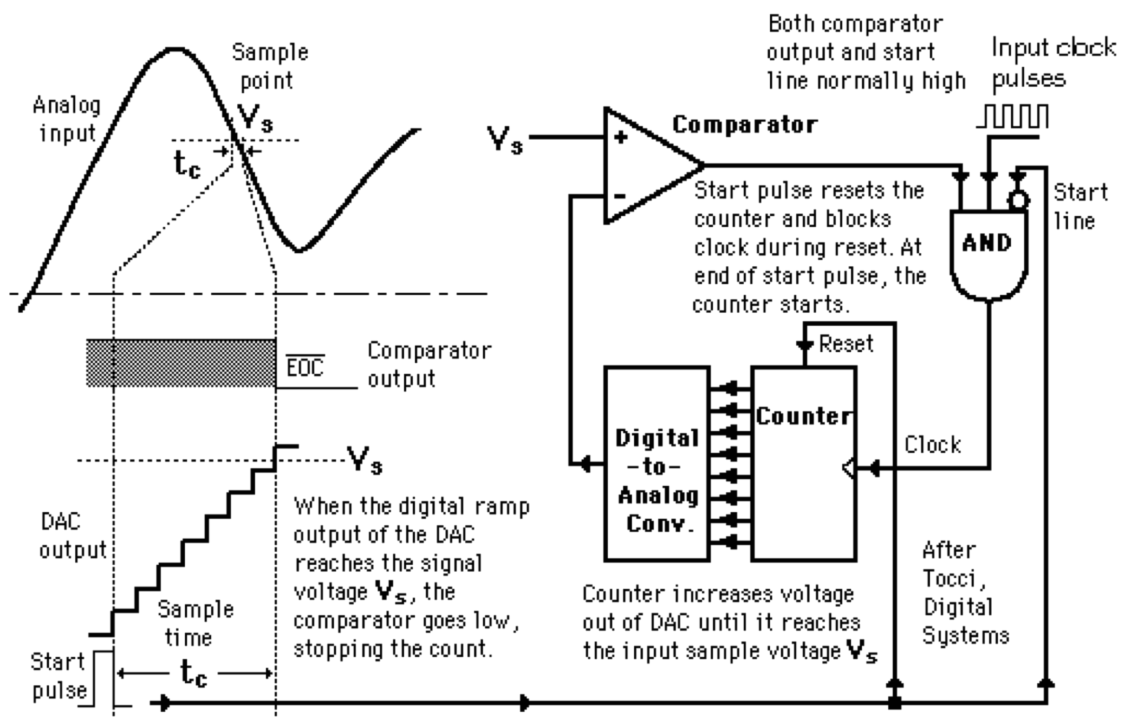 Analog
input
Sample
point
Vs
tc
EOC
Comparator
output
Vs
DAC
output
When the digital ramp
output of the DAC
reaches the signal
voltage Vs, the
comparator goes low,
stopping the count.
Sample
time
tc
Start
pulse
Both comparator
output and start
line normally high
Input clock
pulses
Vs
+
-
Comparator
Start pulse resets the
counter and blocks
clock during reset. At
end of start pulse, the
counter starts.
AND
Start
line
Reset
Digital
-to-
Analog
Conv.
Counter
Clock
Counter increases voltage
out of DAC until it reaches
the input sample voltage Vs
After
Tocci,
Digital
Systems